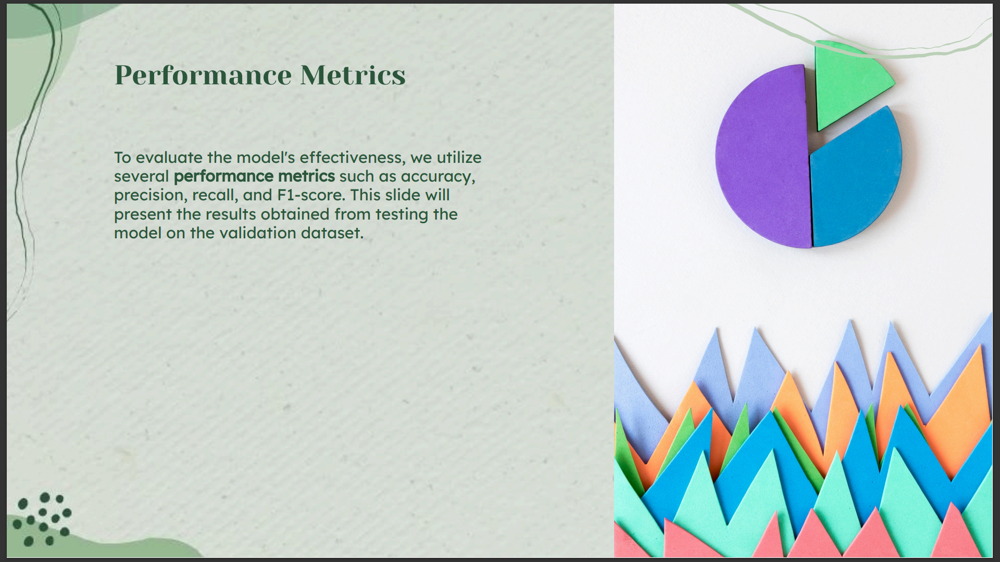 Performance Metrics
To evaluate the model's effectiveness, we utilize
several performance metrics such as accuracy,
precision, recall, and F1-score. This slide will
present the results obtained from testing the
model on the validation dataset.